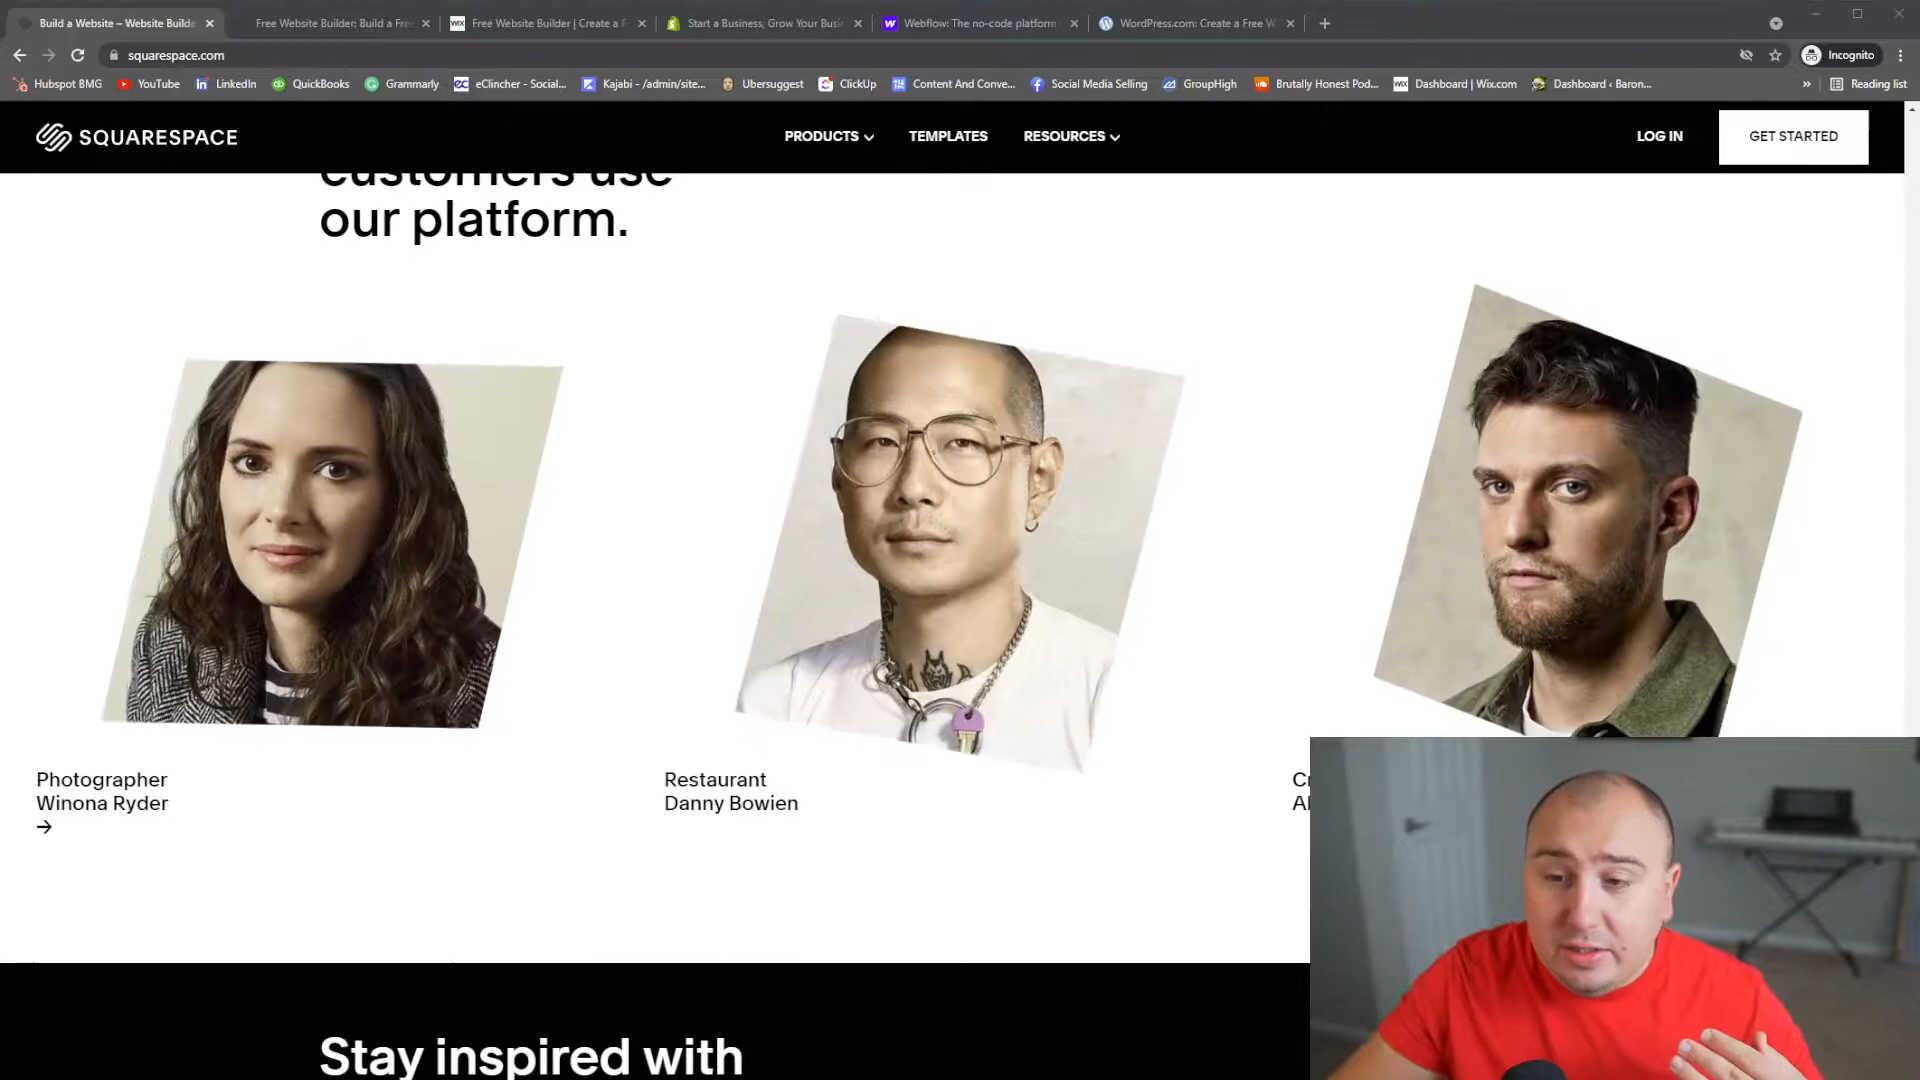 Build a Website – Website Builde
Free Website Builder: Build a Free
WiX
Free Website Builder | Create a F
Start a Business, Grow Your Busi
Webflow: The no-code platform
WordPress.com: Create a Free W
squarespace.com
Incognito
Hubspot BMG
YouTube
LinkedIn
QuickBooks
Grammarly
eClincher - Social...
Kajabi - /admin/site...
Ubersuggest
ClickUp
Content And Conve...
Social Media Selling
GroupHigh
Brutally Honest Pod...
WiX
Dashboard | Wix.com
Dashboard ‹ Baron...
»
Reading list
SQUARESPACE
PRODUCTS
TEMPLATES
RESOURCES
LOG IN
GET STARTED
customers use
our platform.
Photographer
Winona Ryder
→
Restaurant
Danny Bowien
Stay inspired with